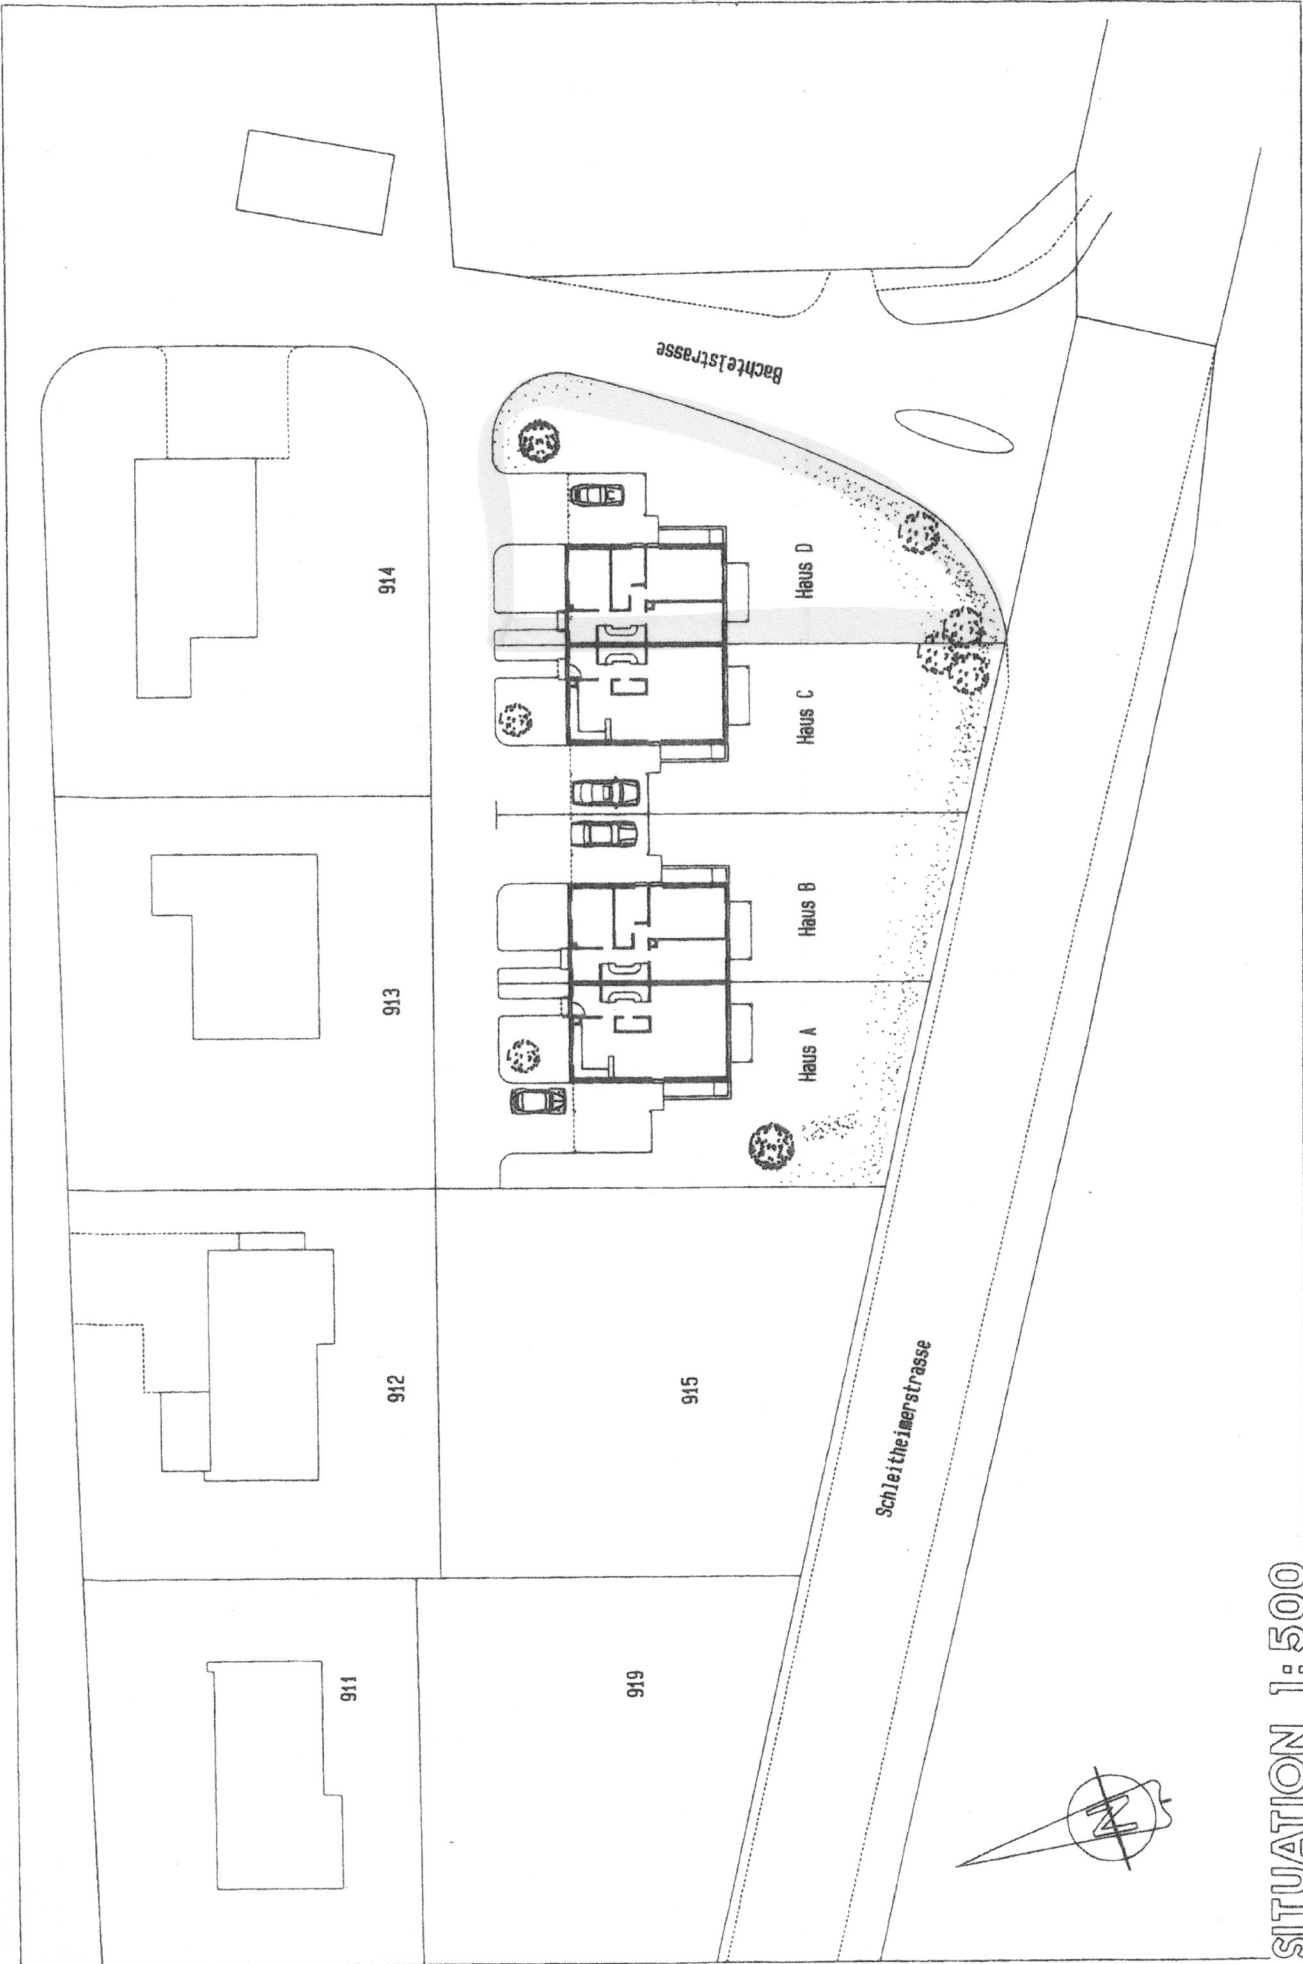 Bachtelstrasse
914
Haus D
Haus C
913
Haus B
Haus A
912
915
Schleitheimerstrasse
911
919
N
SITUATION 1:500